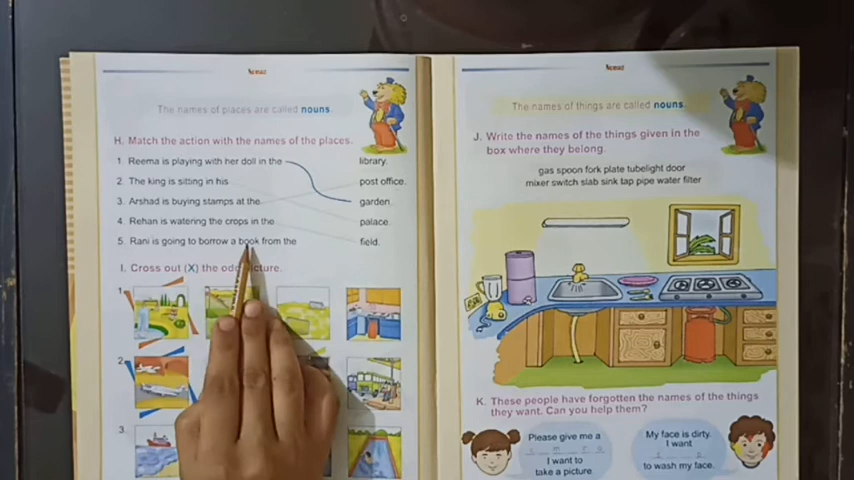 Nouns
The names of places are called nouns.
H. Match the action with the names of the places.
1. Reema is playing with her doll in the library.
2. The king is sitting in his post office.
3. Arshad is buying stamps at the garden.
4. Rehan is watering the crops in the palace.
5. Rani is going to borrow a book from the field.
I. Cross out (X) the odd picture.
1.
2.
3.
Nouns
The names of things are called nouns.
J. Write the names of the things given in the
box where they belong.
gas spoon fork plate tubelight door
mixer switch slab sink tap pipe water filter
K. These people have forgotten the names of the things
they want. Can you help them?
Please give me a
I want to
take a picture.
My face is dirty.
I want
to wash my face.